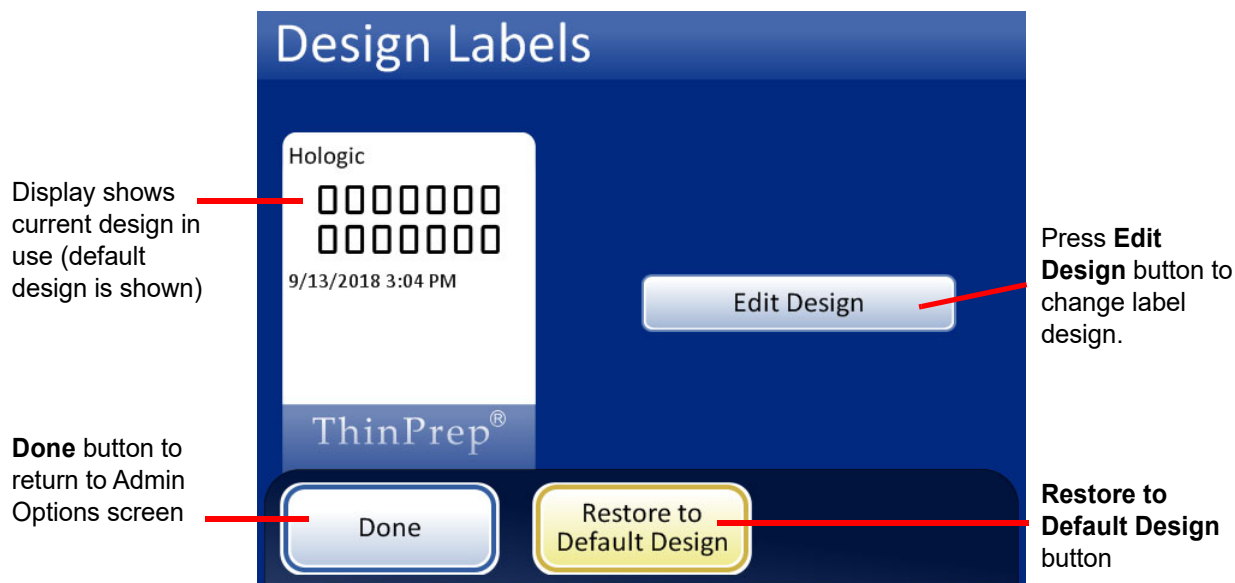 Design Labels
Hologic
0000000
0000000
9/13/2018 3:04 PM
ThinPrep®
Display shows
current design in
use (default
design is shown)
Edit Design
Press Edit
Design button to
change label
design.
Done button to
return to Admin
Options screen
Done
Restore to
Default Design
Restore to
Default Design
button